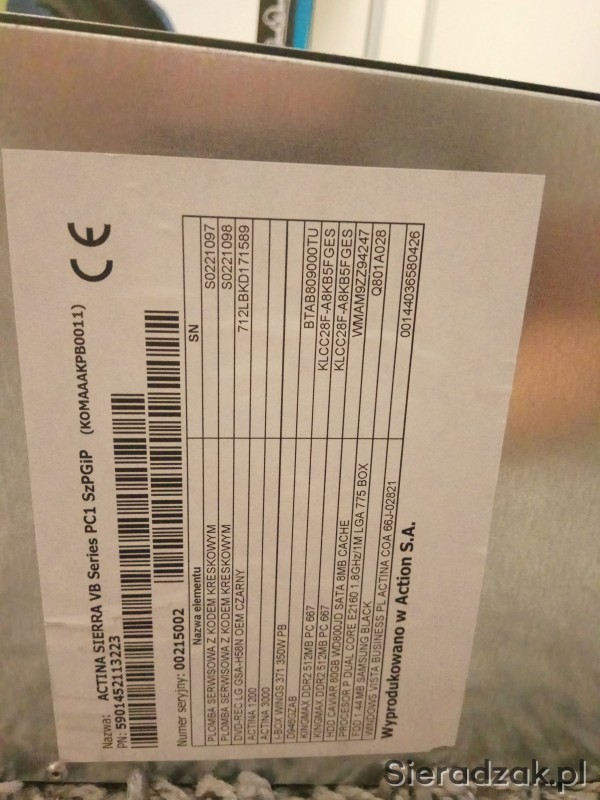 Nazwa: ACTINA SIERRA VB Series PC1 SzPGiP (KOMAAAKPB0011)
PN: 5901452113223
CE
Numer seryjny: 00215002
Nazwa elementu SN
PLOMBA SERWISOWA Z KODEM KRESKOWYM S0221097
PLOMBA SERWISOWA Z KODEM KRESKOWYM S0221098
DVD-REC LG GSA-H58N OEM CZARNY 712LBKD171589
ACTINA 1200
ACTINA 3000
I-BOX WINGS 371 350W PB
D946GZAB BTAB809000TU
KINGMAX DDR2 512MB PC 667 KLCC28F-A8KB5FGES
KINGMAX DDR2 512MB PC 667 KLCC28F-A8KB5FGES
HDD CAVIAR 80GB WD800JD SATA 8MB CACHE WMAM9ZZ94247
PROCESOR P DUAL CORE E2160 1.8GHz/1M LGA 775 BOX Q801A028
FDD 1.44MB SAMSUNG BLACK
WINDOWS VISTA BUSINESS PL ACTINA COA 66J-02821 00144036580426
Wyprodukowano w Action S.A.
Sieradzak.pl